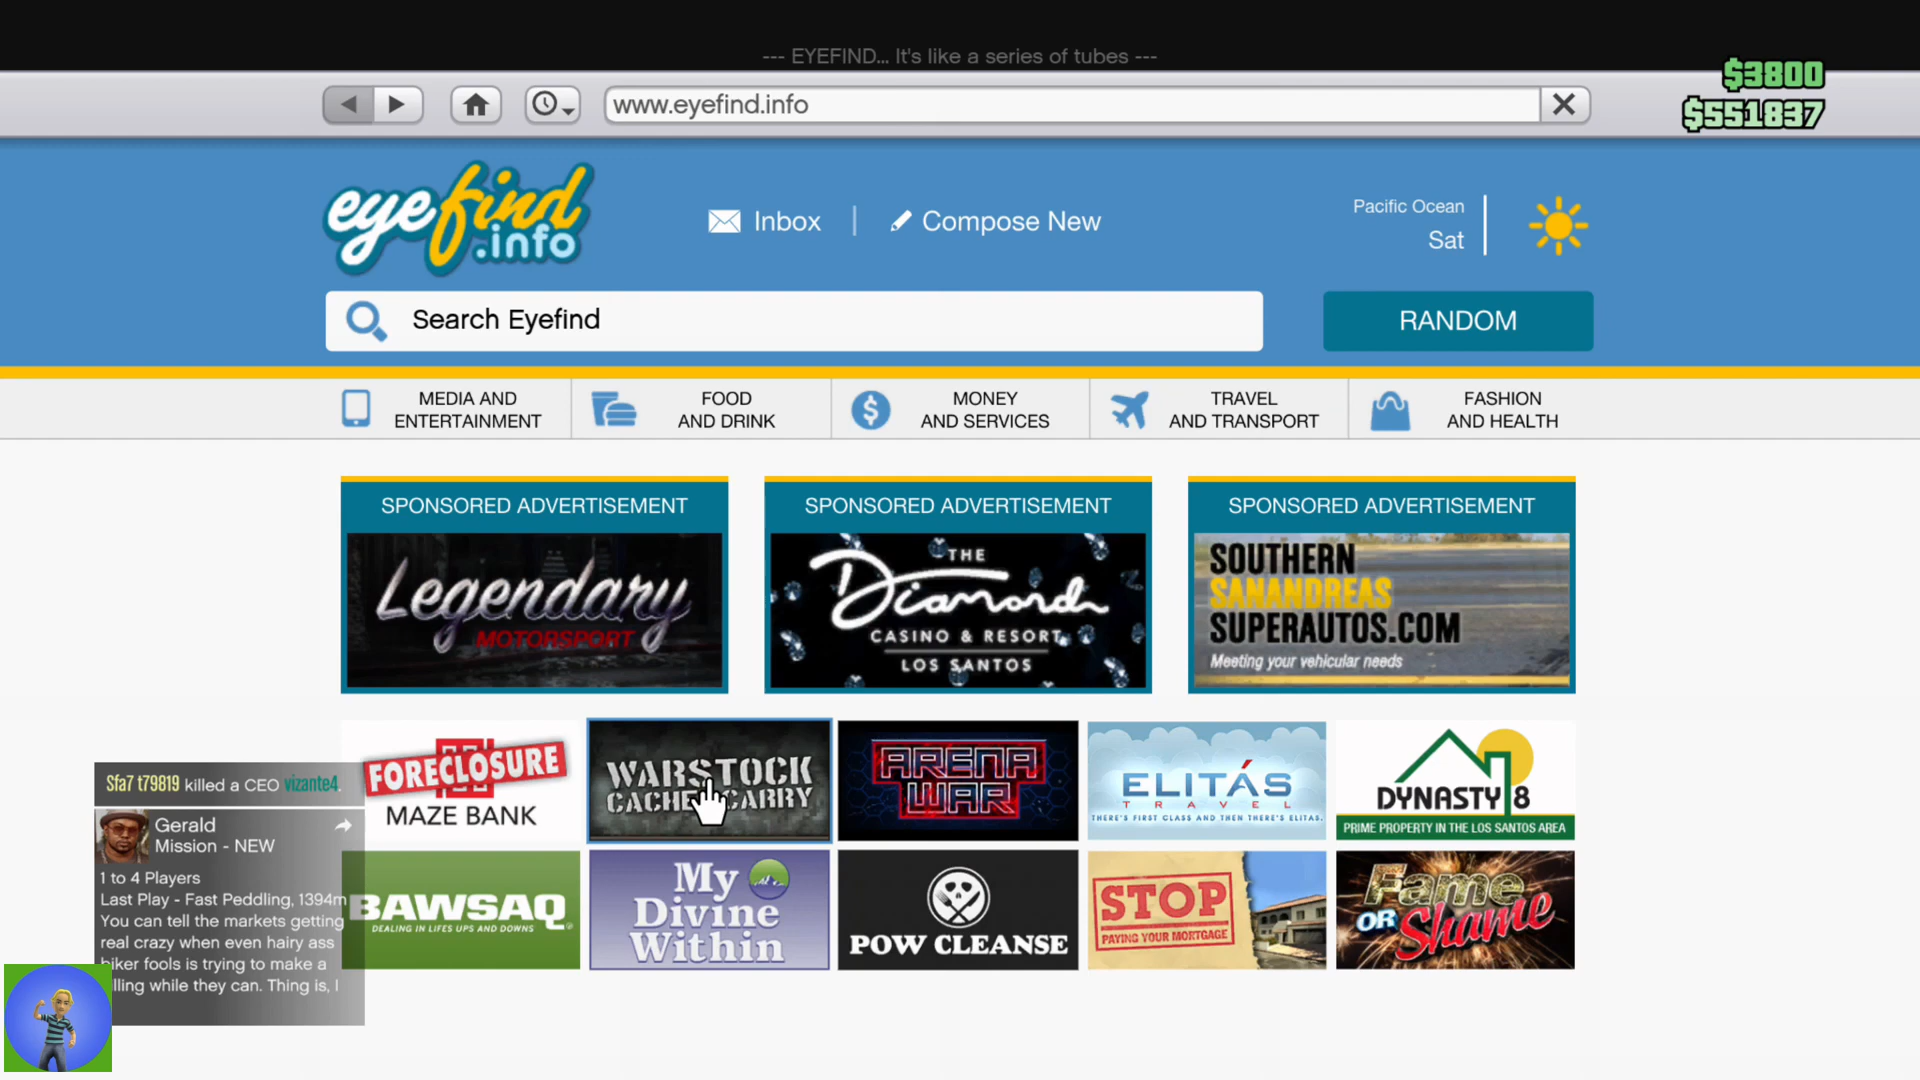 --- EYEFIND... It's like a series of tubes ---
$3800
www.eyefind.info
$551837
eyefind
.info
Inbox
Compose New
Pacific Ocean
Sat
Search Eyefind
RANDOM
MEDIA AND
ENTERTAINMENT
FOOD
AND DRINK
MONEY
AND SERVICES
TRAVEL
AND TRANSPORT
FASHION
AND HEALTH
SPONSORED ADVERTISEMENT
Legendary
MOTORSPORT
SPONSORED ADVERTISEMENT
THE
Diamond
CASINO & RESORT
LOS SANTOS
SPONSORED ADVERTISEMENT
SOUTHERN
SANANDREAS
SUPERAUTOS.COM
Meeting your vehicular needs
FORECLOSURE
MAZE BANK
WARSTOCK
CACHE CARRY
ARENA
WAR
ELITÁS
TRAVEL
THERE'S FIRST CLASS AND THEN THERE'S ELITAS.
DYNASTY 8
PRIME PROPERTY IN THE LOS SANTOS AREA
BAWSAQ
DEALING IN LIFES UPS AND DOWNS
My
Divine
Within
POW CLEANSE
STOP
PAYING YOUR MORTGAGE
Fame
OR Shame
Sfa7 t79819 killed a CEO vizante4.
Gerald
Mission - NEW
1 to 4 Players
Last Play - Fast Peddling, 1394m
You can tell the markets getting
real crazy when even hairy ass
biker fools is trying to make a
lling while they can. Thing is, I